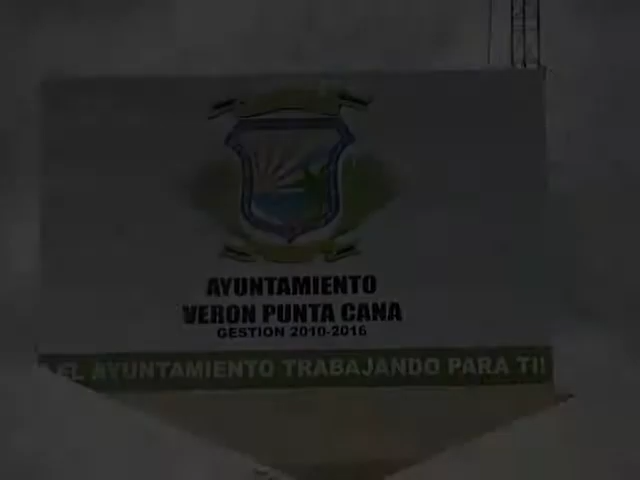 AYUNTAMIENTO
VERON PUNTA CANA
GESTION 2010-2016
EL AYUNTAMIENTO TRABAJANDO PARA TI!